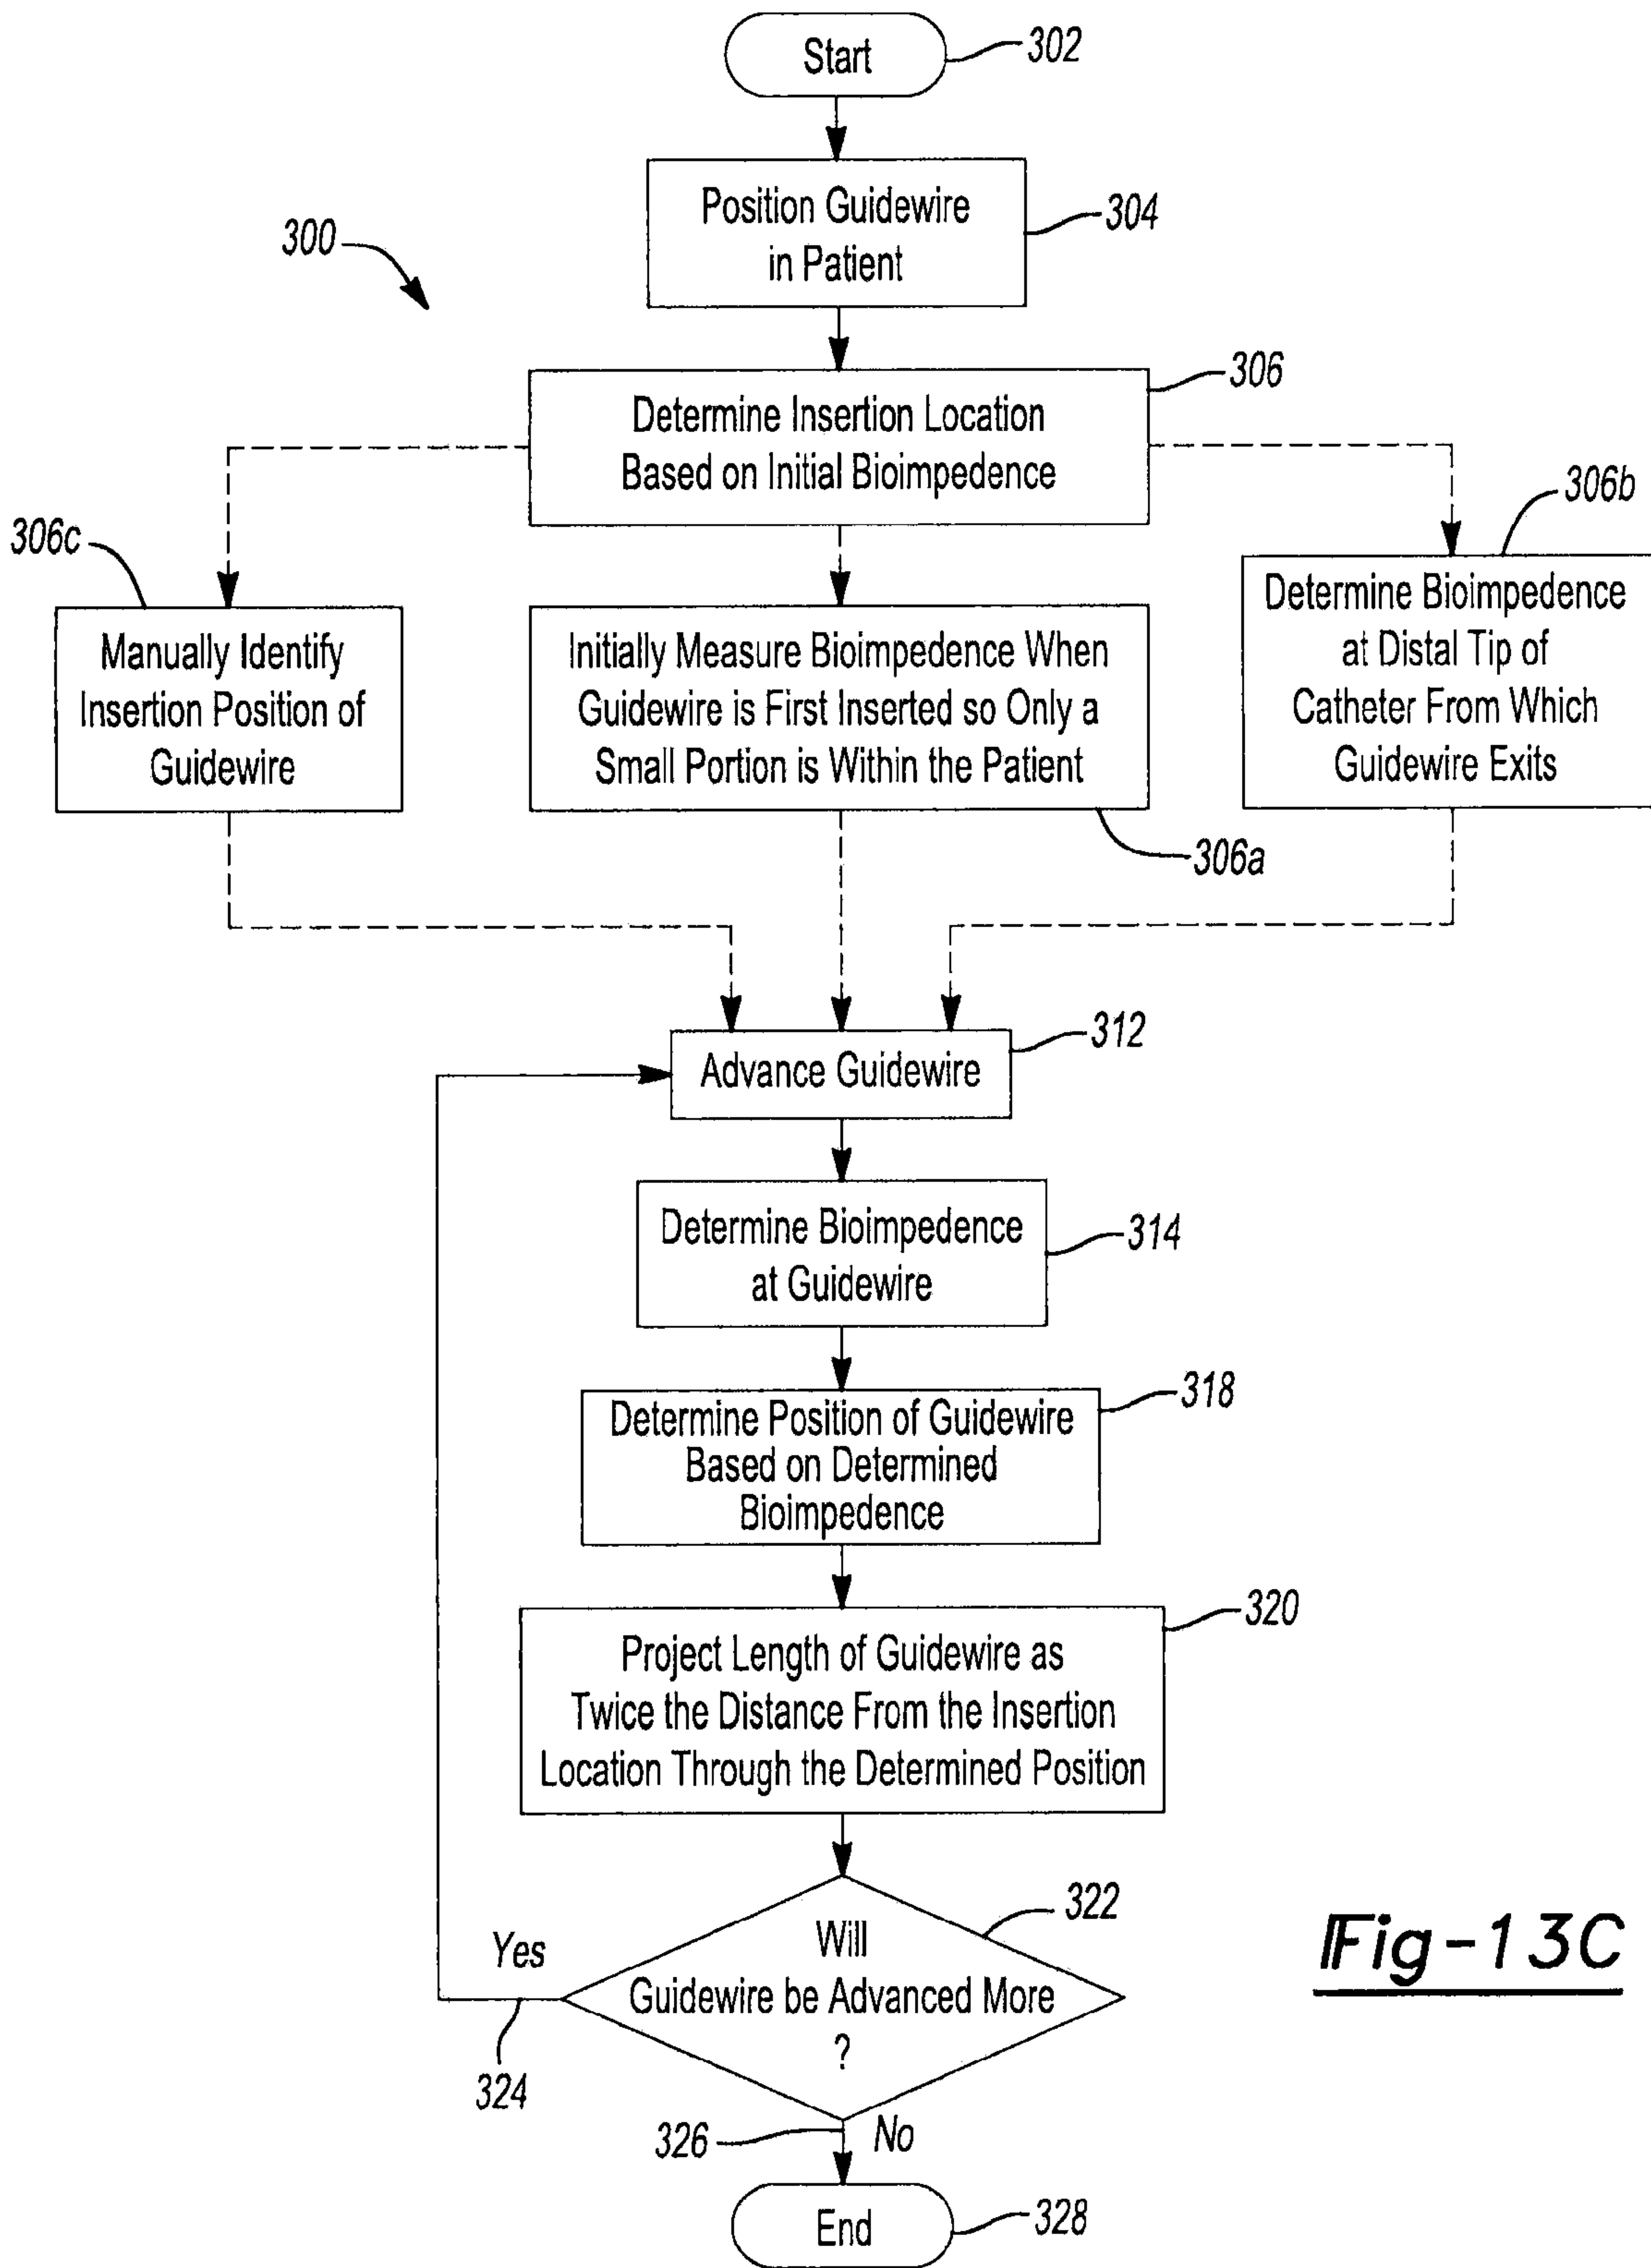 Start
302
Position Guidewire
in Patient
304
300
Determine Insertion Location
Based on Initial Bioimpedence
306
306c
306b
Manually Identify
Insertion Position of
Guidewire
Initially Measure Bioimpedence When
Guidewire is First Inserted so Only a
Small Portion is Within the Patient
306a
Determine Bioimpedence
at Distal Tip of
Catheter From Which
Guidewire Exits
Advance Guidewire
312
Determine Bioimpedence
at Guidewire
314
Determine Position of Guidewire
Based on Determined
Bioimpedence
318
Project Length of Guidewire as
Twice the Distance From the Insertion
Location Through the Determined Position
320
Will
Guidewire be Advanced More
?
322
Yes
324
326
No
End
328
Fig-13C